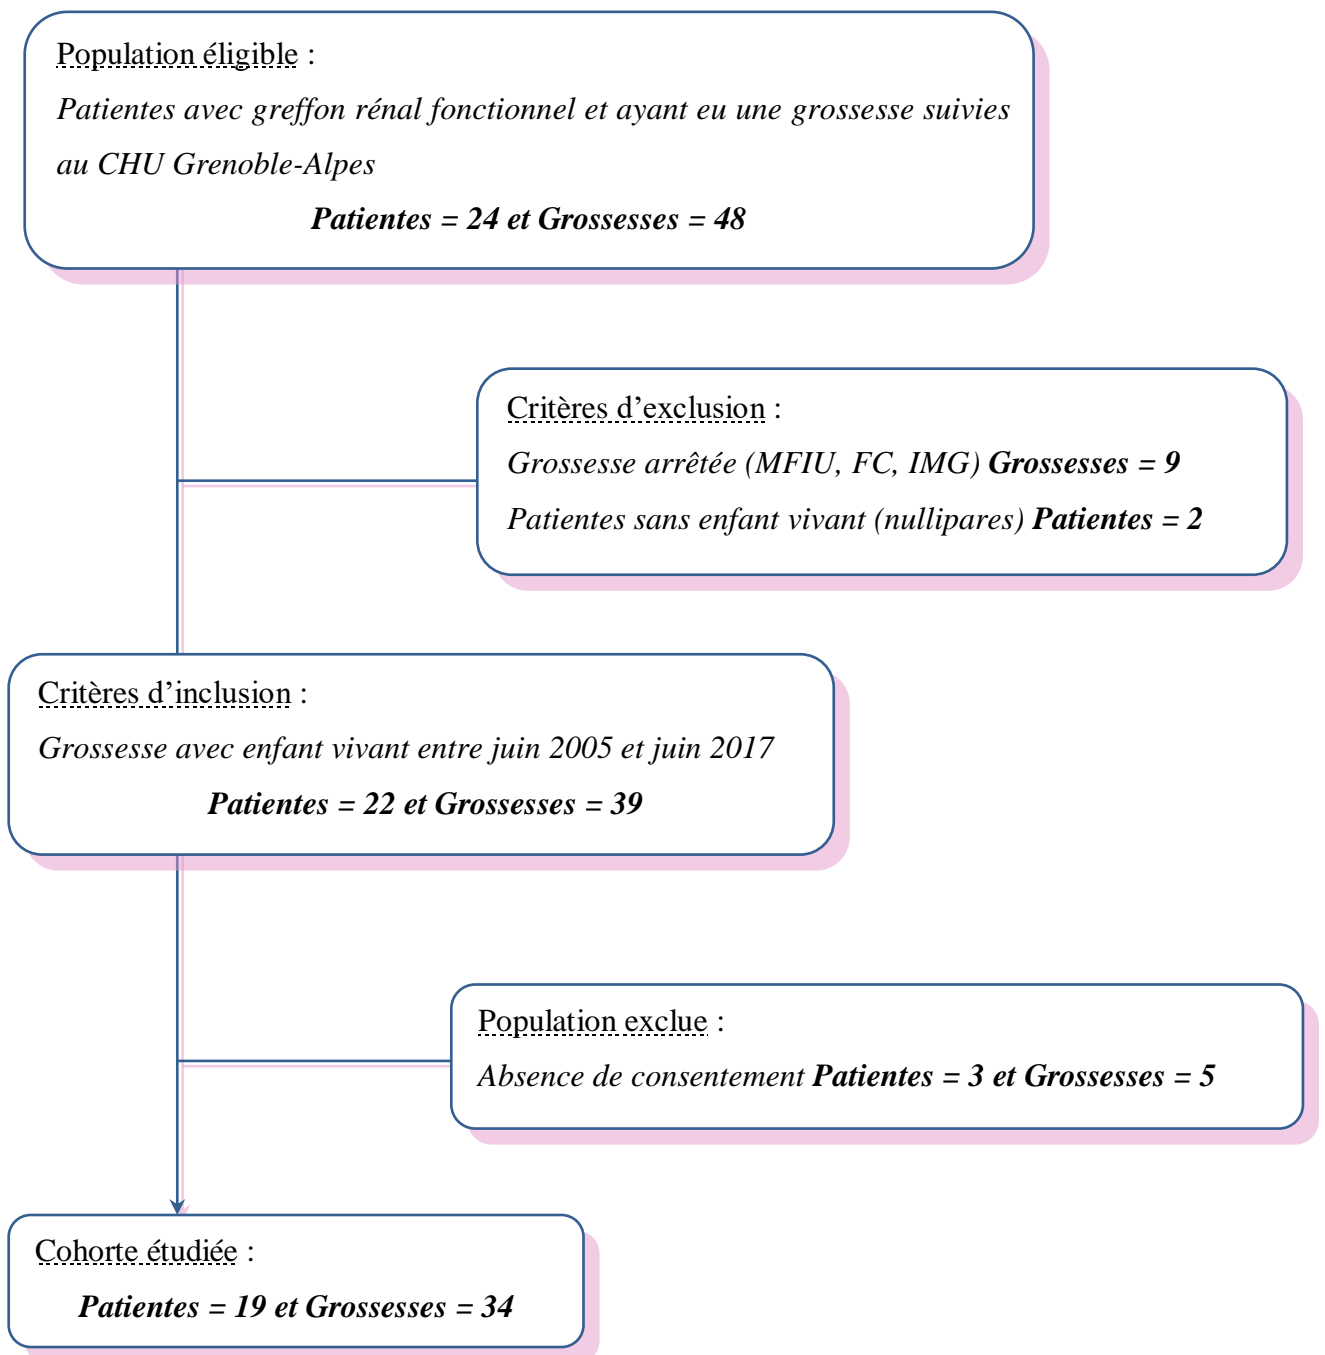 Population éligible :
Patientes avec greffon rénal fonctionnel et ayant eu une grossesse suivies
au CHU Grenoble-Alpes
Patientes = 24 et Grossesses = 48
Critères d’exclusion :
Grossesse arrêtée (MFIU, FC, IMG) Grossesses = 9
Patientes sans enfant vivant (nullipares) Patientes = 2
Critères d’inclusion :
Grossesse avec enfant vivant entre juin 2005 et juin 2017
Patientes = 22 et Grossesses = 39
Population exclue :
Absence de consentement Patientes = 3 et Grossesses = 5
Cohorte étudiée :
Patientes = 19 et Grossesses = 34